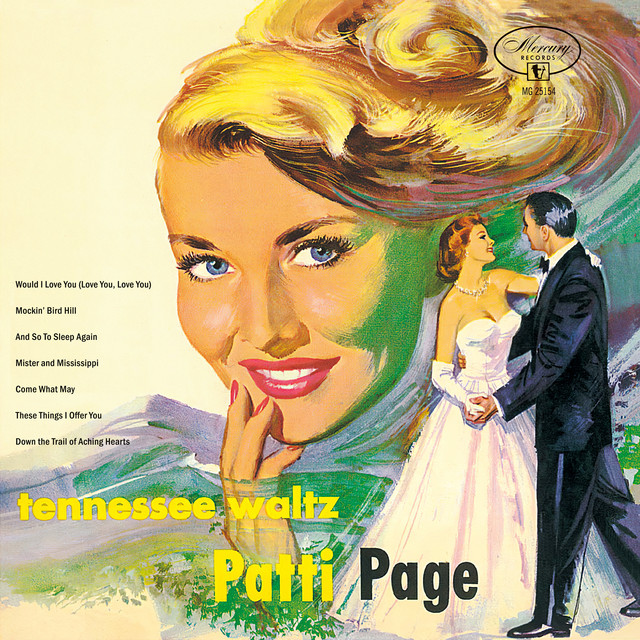 Mercury
RECORDS
MG 25154
Would I Love You (Love You, Love You)
Mockin' Bird Hill
And So To Sleep Again
Mister and Mississippi
Come What May
These Things I Offer You
Down the Trail of Aching Hearts
tennessee waltz
Patti Page